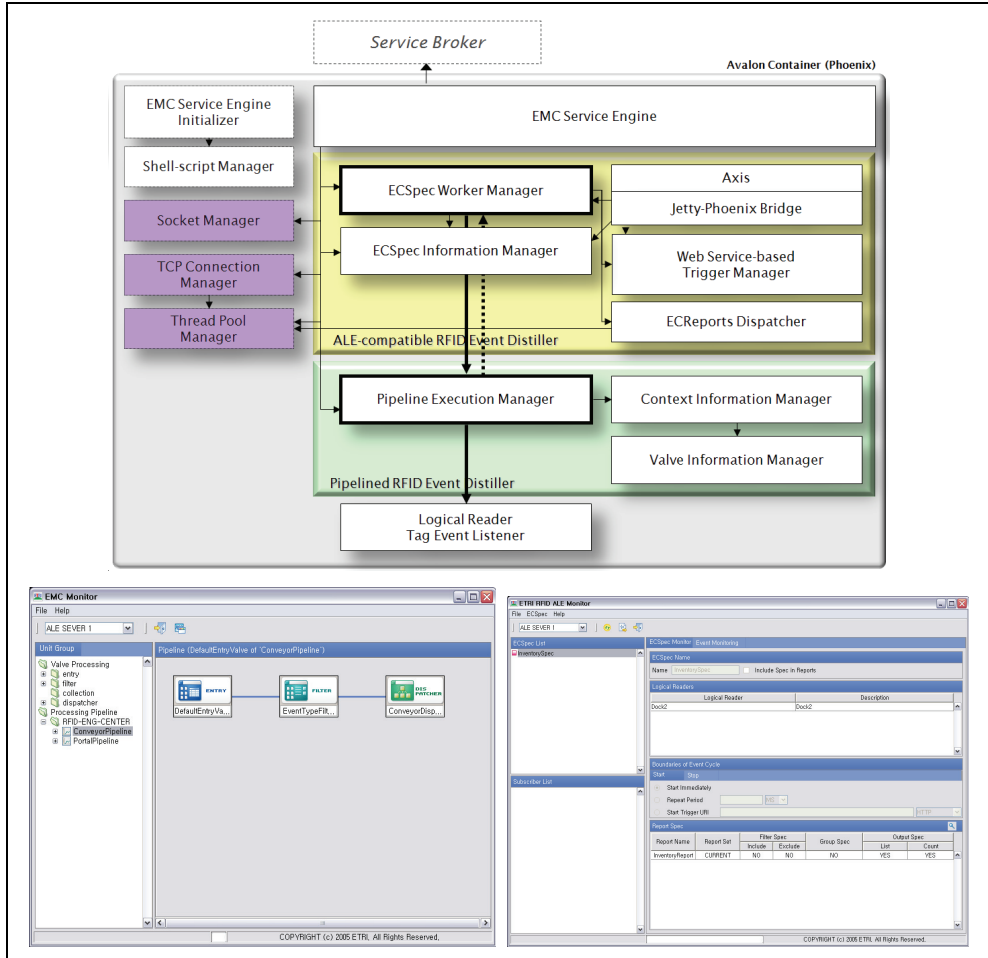 Service Broker
Avalon Container (Phoenix)
EMC Service Engine
Initializer
EMC Service Engine
Shell-script Manager
ECSpec Worker Manager
Axis
Jetty-Phoenix Bridge
Socket Manager
ECSpec Information Manager
Web Service-based
Trigger Manager
TCP Connection
Manager
Thread Pool
Manager
ECReports Dispatcher
ALE-compatible RFID Event Distiller
Pipeline Execution Manager
Context Information Manager
Valve Information Manager
Pipelined RFID Event Distiller
Logical Reader
Tag Event Listener
EMC Monitor
File Help
ALE SEVER 1
Unit Group
Valve Processing
entry
filter
collection
dispatcher
Processing Pipeline
RFID-ENG-CENTER
ConveyorPipeline
PortalPipeline
Pipeline (DefaultEntryValve of 'ConveyorPipeline')
ENTRY
DefaultEntryVa...
FILTER
EventTypeFilt...
DIS
PATCHER
ConveyorDisp...
COPYRIGHT (c) 2005 ETRI, All Rights Reserved,
ETRI RFID ALE Monitor
File ECSpec Help
ALE SEVER 1
ECSpec List
InventorySpec
Subscriber List
ECSpec Monitor Event Monitoring
ECSpec Name
Name InventorySpec Include Spec in Reports
Logical Readers
Logical Reader Description
Dock2 Dock2
Boundaries of Event Cycle
Start Stop
Start Immediately
Repeat Period MS
Start Trigger URI HTTP
Report Spec
Report Name Report Set Filter Spec Group Spec Output Spec
Include Exclude List Count
InventoryReport CURRENT NO NO NO YES YES
COPYRIGHT (c) 2005 ETRI, All Rights Reserved,